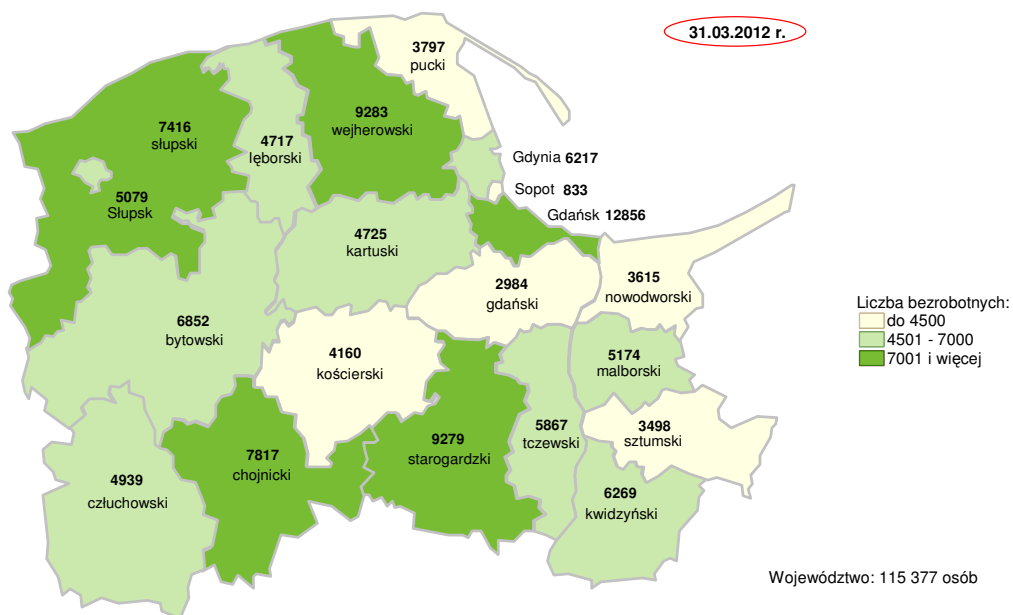 31.03.2012 r.
3797
pucki
9283
wejherowski
7416
słupski
4717
lęborski
Gdynia 6217
5079
Słupsk
Sopot 833
Gdańsk 12856
4725
kartuski
2984
gdański
3615
nowodworski
6852
bytowski
4160
kościerski
5174
malborski
Liczba bezrobotnych:
do 4500
4501 - 7000
7001 i więcej
5867
tczewski
3498
sztumski
9279
starogardzki
7817
chojnicki
4939
człuchowski
6269
kwidzyński
Województwo: 115 377 osób